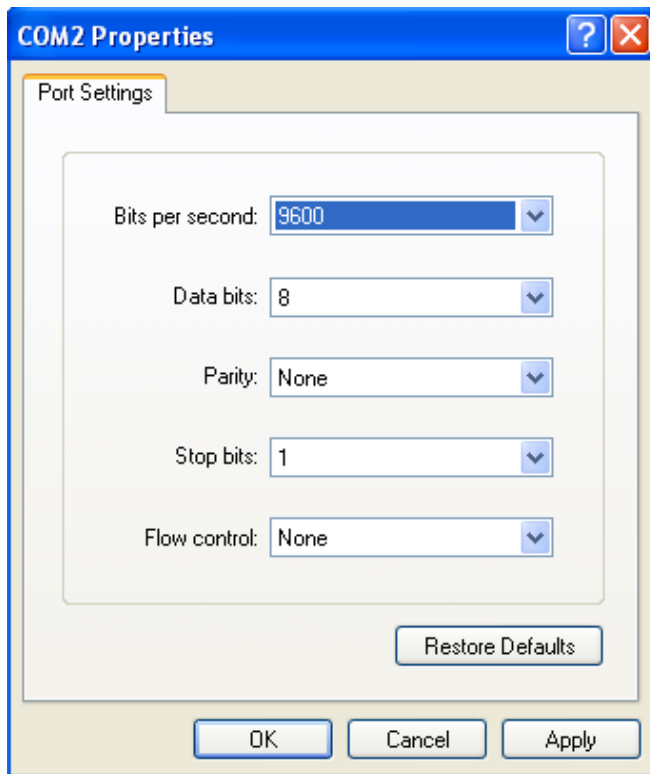 COM2 Properties
Port Settings
Bits per second: 9600
Data bits: 8
Parity: None
Stop bits: 1
Flow control: None
Restore Defaults
OK Cancel Apply